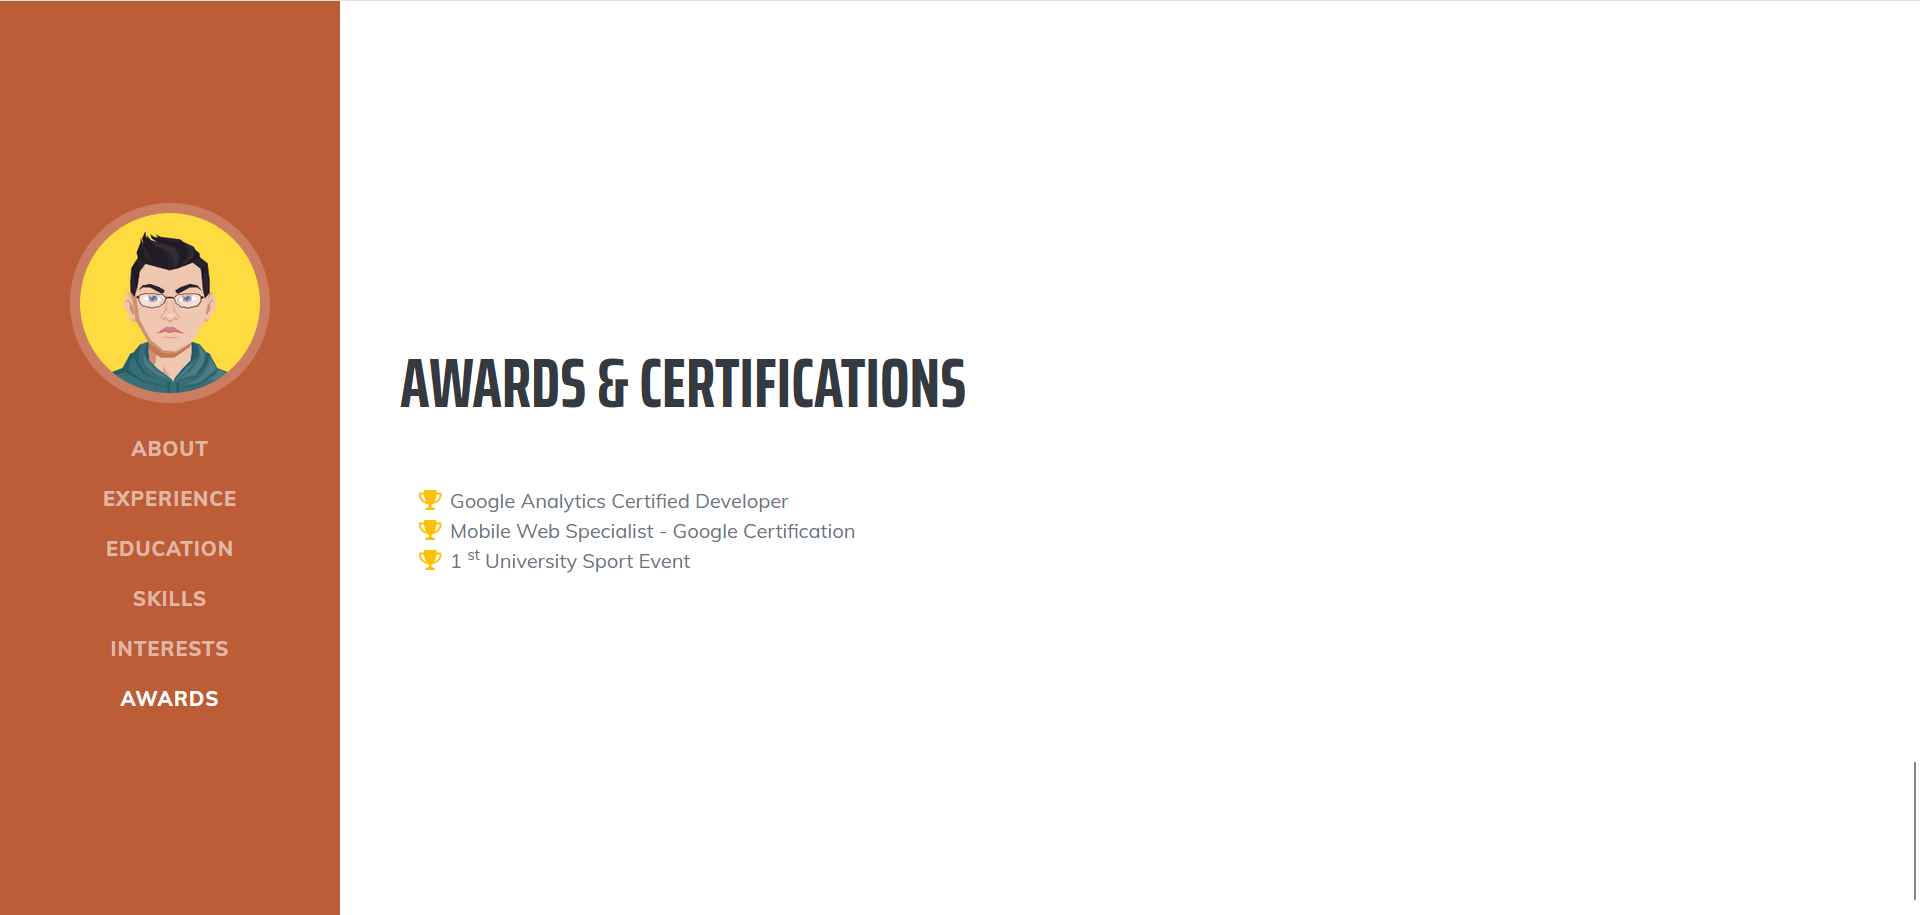 ABOUT
EXPERIENCE
EDUCATION
SKILLS
INTERESTS
AWARDS
AWARDS & CERTIFICATIONS
Google Analytics Certified Developer
Mobile Web Specialist - Google Certification
1 st University Sport Event